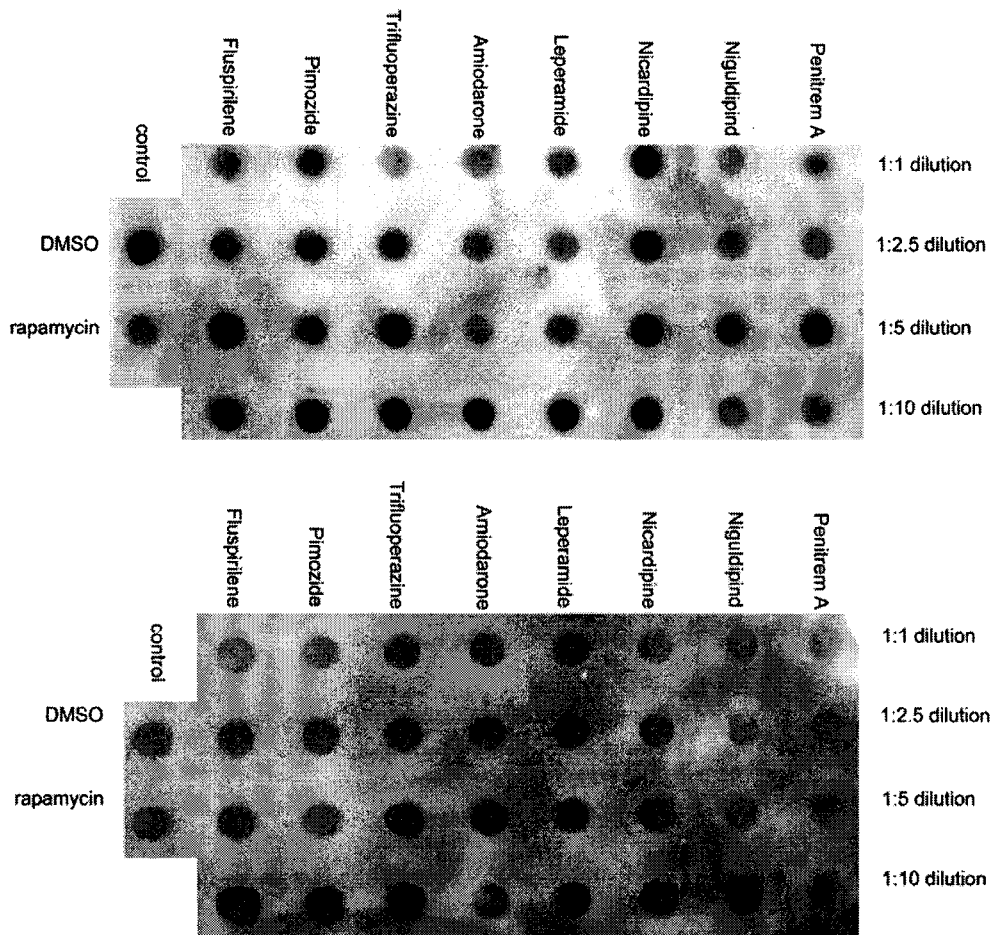 Fluspirilene
Pimozide
Trifluoperazine
Amiodarone
Leperamide
Nicardipine
Niguldipind
Penitrem A
control
1:1 dilution
DMSO
1:2.5 dilution
rapamycin
1:5 dilution
1:10 dilution
Fluspirilene
Pimozide
Trifluoperazine
Amiodarone
Leperamide
Nicardipine
Niguldipind
Penitrem A
control
1:1 dilution
DMSO
1:2.5 dilution
rapamycin
1:5 dilution
1:10 dilution